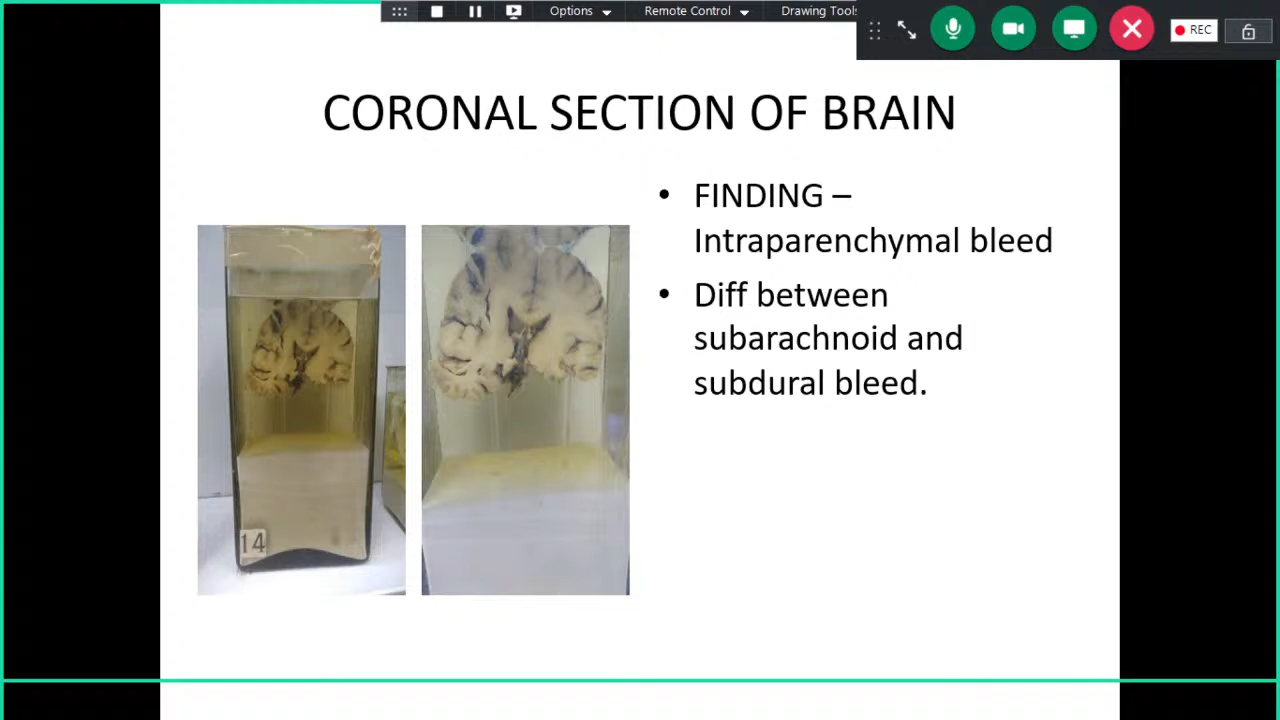 Options
Remote Control
Drawing Tools
REC
CORONAL SECTION OF BRAIN
• FINDING –
Intraparenchymal bleed
• Diff between
subarachnoid and
subdural bleed.
14